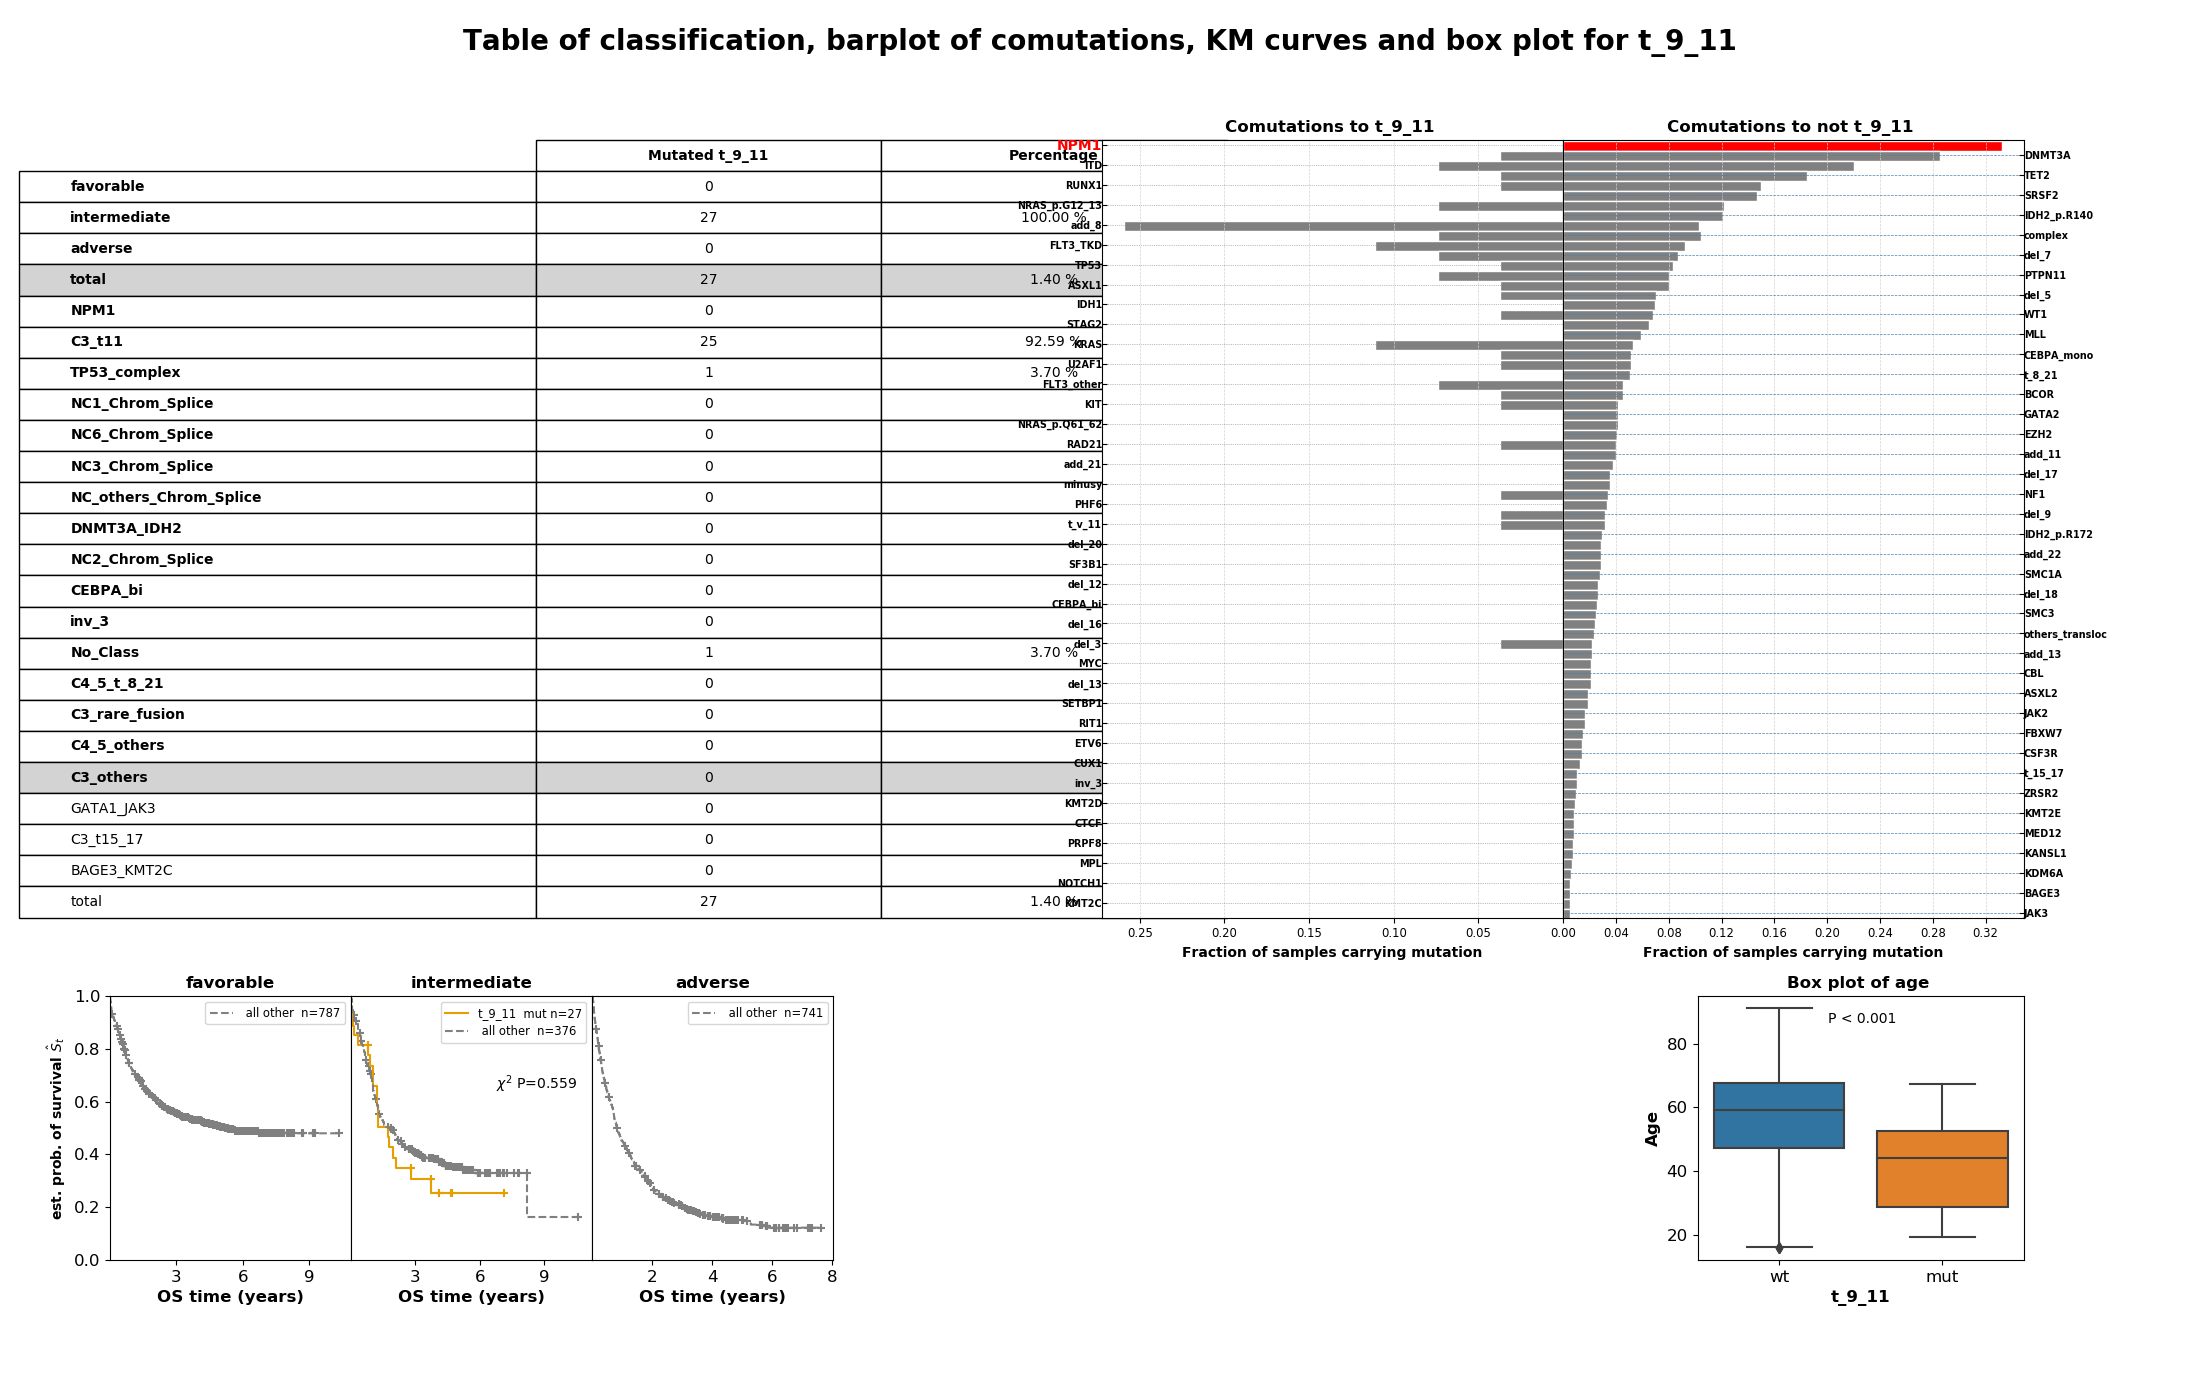 Table of classification, barplot of comutations, KM curves and box plot for t_9_11
Mutated t_9_11 Percentage
favorable 0
intermediate 27 100.00 %
adverse 0
total 27 1.40 %
NPM1 0
C3_t11 25 92.59 %
TP53_complex 1 3.70 %
NC1_Chrom_Splice 0
NC6_Chrom_Splice 0
NC3_Chrom_Splice 0
NC_others_Chrom_Splice 0
DNMT3A_IDH2 0
NC2_Chrom_Splice 0
CEBPA_bi 0
inv_3 0
No_Class 1 3.70 %
C4_5_t_8_21 0
C3_rare_fusion 0
C4_5_others 0
C3_others 0
GATA1_JAK3 0
C3_t15_17 0
BAGE3_KMT2C 0
total 27 1.40 %
Comutations to t_9_11
NPM1
ITD
RUNX1
NRAS_p.G12_13
add_8
FLT3_TKD
TP53
ASXL1
IDH1
STAG2
KRAS
U2AF1
FLT3_other
KIT
NRAS_p.Q61_62
RAD21
add_21
minusy
PHF6
t_v_11
del_20
SF3B1
del_12
CEBPA_bi
del_16
del_3
MYC
del_13
SETBP1
RIT1
ETV6
CUX1
inv_3
KMT2D
CTCF
PRPF8
MPL
NOTCH1
KMT2C
0.25 0.20 0.15 0.10 0.05
Fraction of samples carrying mutation
Comutations to not t_9_11
DNMT3A
TET2
SRSF2
IDH2_p.R140
complex
del_7
PTPN11
del_5
WT1
MLL
CEBPA_mono
t_8_21
BCOR
GATA2
EZH2
add_11
del_17
NF1
del_9
IDH2_p.R172
add_22
SMC1A
del_18
SMC3
others_transloc
add_13
CBL
ASXL2
JAK2
FBXW7
CSF3R
t_15_17
ZRSR2
KMT2E
MED12
KANSL1
KDM6A
BAGE3
JAK3
0.00 0.04 0.08 0.12 0.16 0.20 0.24 0.28 0.32
Fraction of samples carrying mutation
favorable
all other n=787
est. prob. of survival Ŝt
1.0
0.8
0.6
0.4
0.2
0.0
3 6 9
OS time (years)
intermediate
t_9_11 mut n=27
all other n=376
χ² P=0.559
3 6 9
OS time (years)
adverse
all other n=741
2 4 6 8
OS time (years)
Box plot of age
P < 0.001
Age
80
60
40
20
wt mut
t_9_11